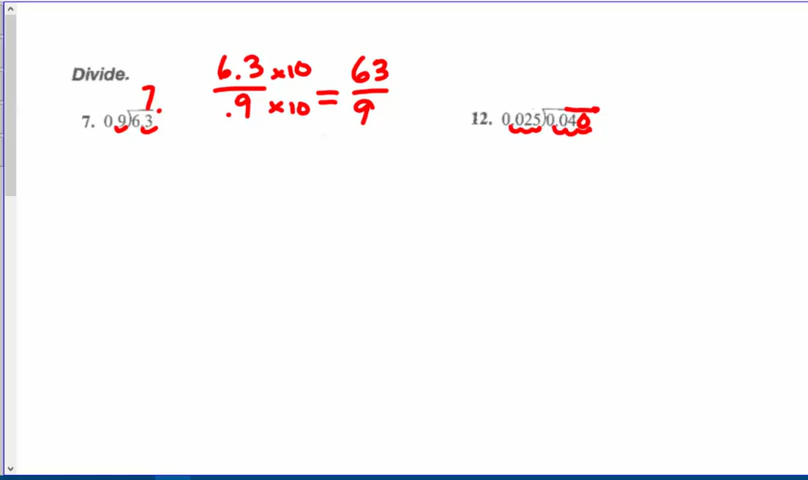 Divide.
6.3 ×10 = 63
.9 ×10 9
7.
7. 0.9)6.3
12. 0.025)0.040